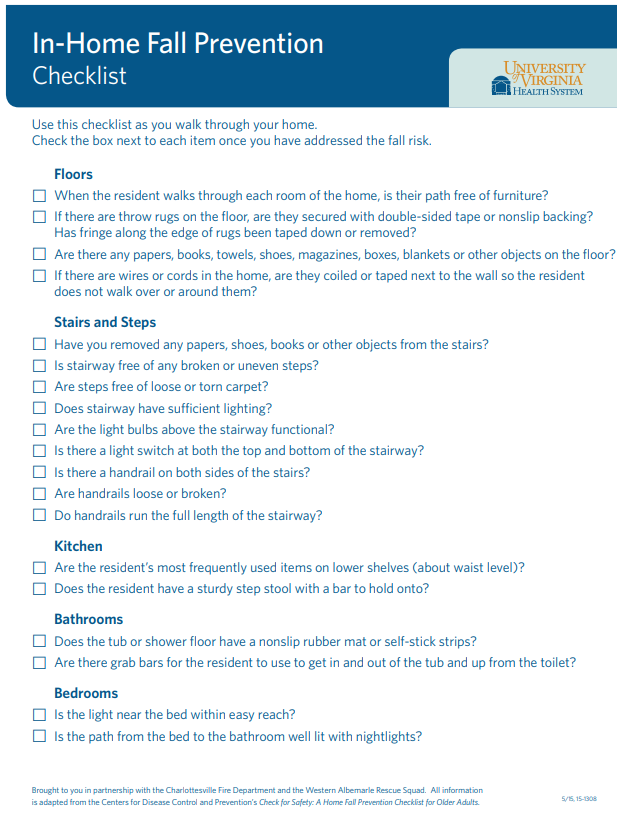 In-Home Fall Prevention
Checklist
UNIVERSITY
of VIRGINIA
HEALTH SYSTEM
Use this checklist as you walk through your home.
Check the box next to each item once you have addressed the fall risk.
Floors
When the resident walks through each room of the home, is their path free of furniture?
If there are throw rugs on the floor, are they secured with double-sided tape or nonslip backing?
Has fringe along the edge of rugs been taped down or removed?
Are there any papers, books, towels, shoes, magazines, boxes, blankets or other objects on the floor?
If there are wires or cords in the home, are they coiled or taped next to the wall so the resident
does not walk over or around them?
Stairs and Steps
Have you removed any papers, shoes, books or other objects from the stairs?
Is stairway free of any broken or uneven steps?
Are steps free of loose or torn carpet?
Does stairway have sufficient lighting?
Are the light bulbs above the stairway functional?
Is there a light switch at both the top and bottom of the stairway?
Is there a handrail on both sides of the stairs?
Are handrails loose or broken?
Do handrails run the full length of the stairway?
Kitchen
Are the resident's most frequently used items on lower shelves (about waist level)?
Does the resident have a sturdy step stool with a bar to hold onto?
Bathrooms
Does the tub or shower floor have a nonslip rubber mat or self-stick strips?
Are there grab bars for the resident to use to get in and out of the tub and up from the toilet?
Bedrooms
Is the light near the bed within easy reach?
Is the path from the bed to the bathroom well lit with nightlights?
Brought to you in partnership with the Charlottesville Fire Department and the Western Albemarle Rescue Squad. All information
is adapted from the Centers for Disease Control and Prevention's Check for Safety: A Home Fall Prevention Checklist for Older Adults.
5/15, 15-1308